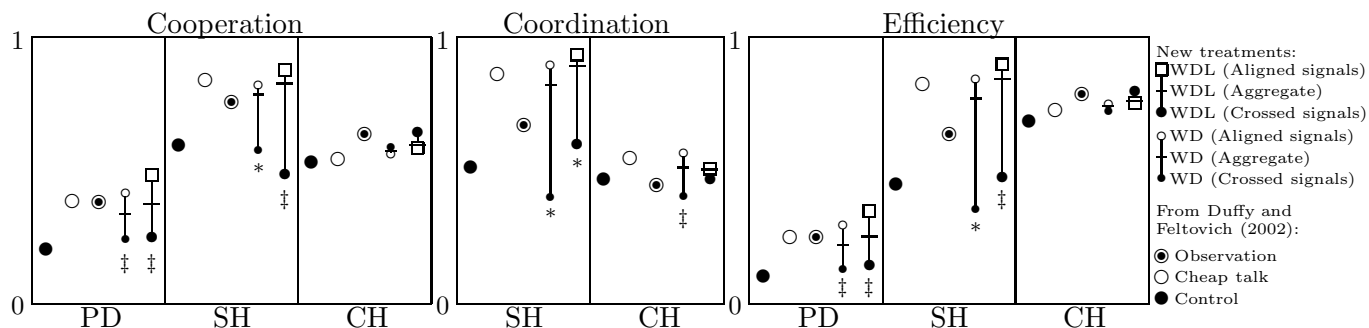 Cooperation
Coordination
Efficiency
1
1
1
0
0
0
*
‡
‡
‡
*
*
‡
*
‡
‡
‡
PD
SH
CH
SH
CH
PD
SH
CH
New treatments:
WDL (Aligned signals)
WDL (Aggregate)
WDL (Crossed signals)
WD (Aligned signals)
WD (Aggregate)
WD (Crossed signals)
From Duffy and
Feltovich (2002):
Observation
Cheap talk
Control